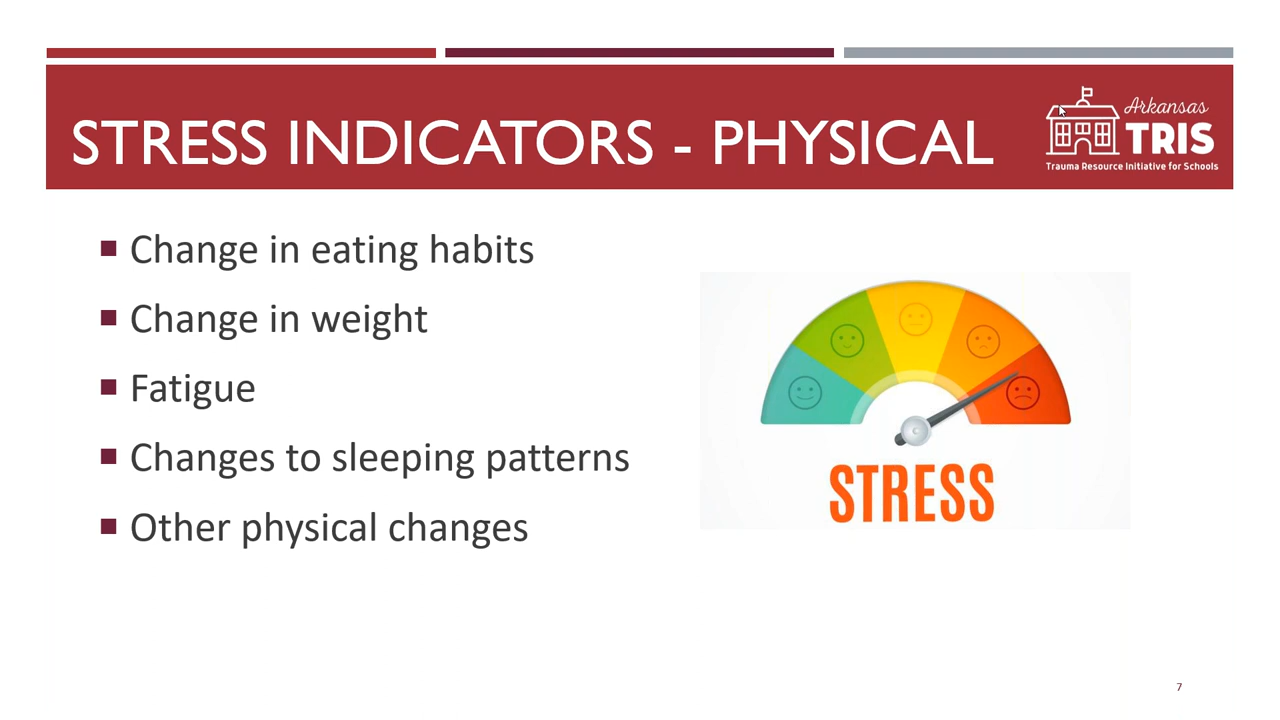 STRESS INDICATORS - PHYSICAL
Arkansas
TRIS
Trauma Resource Initiative for Schools
Change in eating habits
Change in weight
Fatigue
Changes to sleeping patterns
Other physical changes
STRESS
7